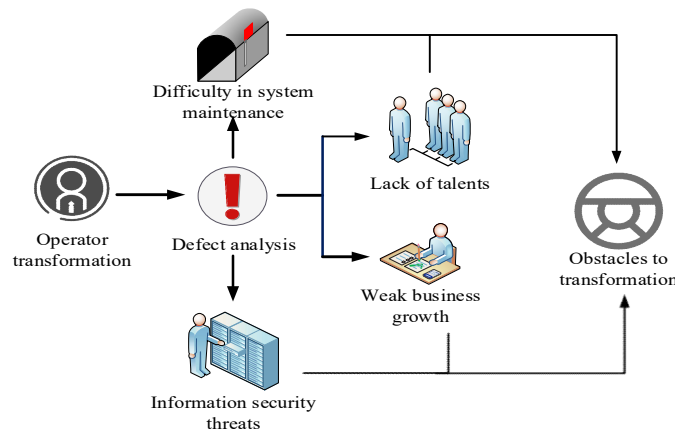 Difficulty in system
maintenance
Lack of talents
Operator
transformation
Defect analysis
Obstacles to
transformation
Weak business
growth
Information security
threats